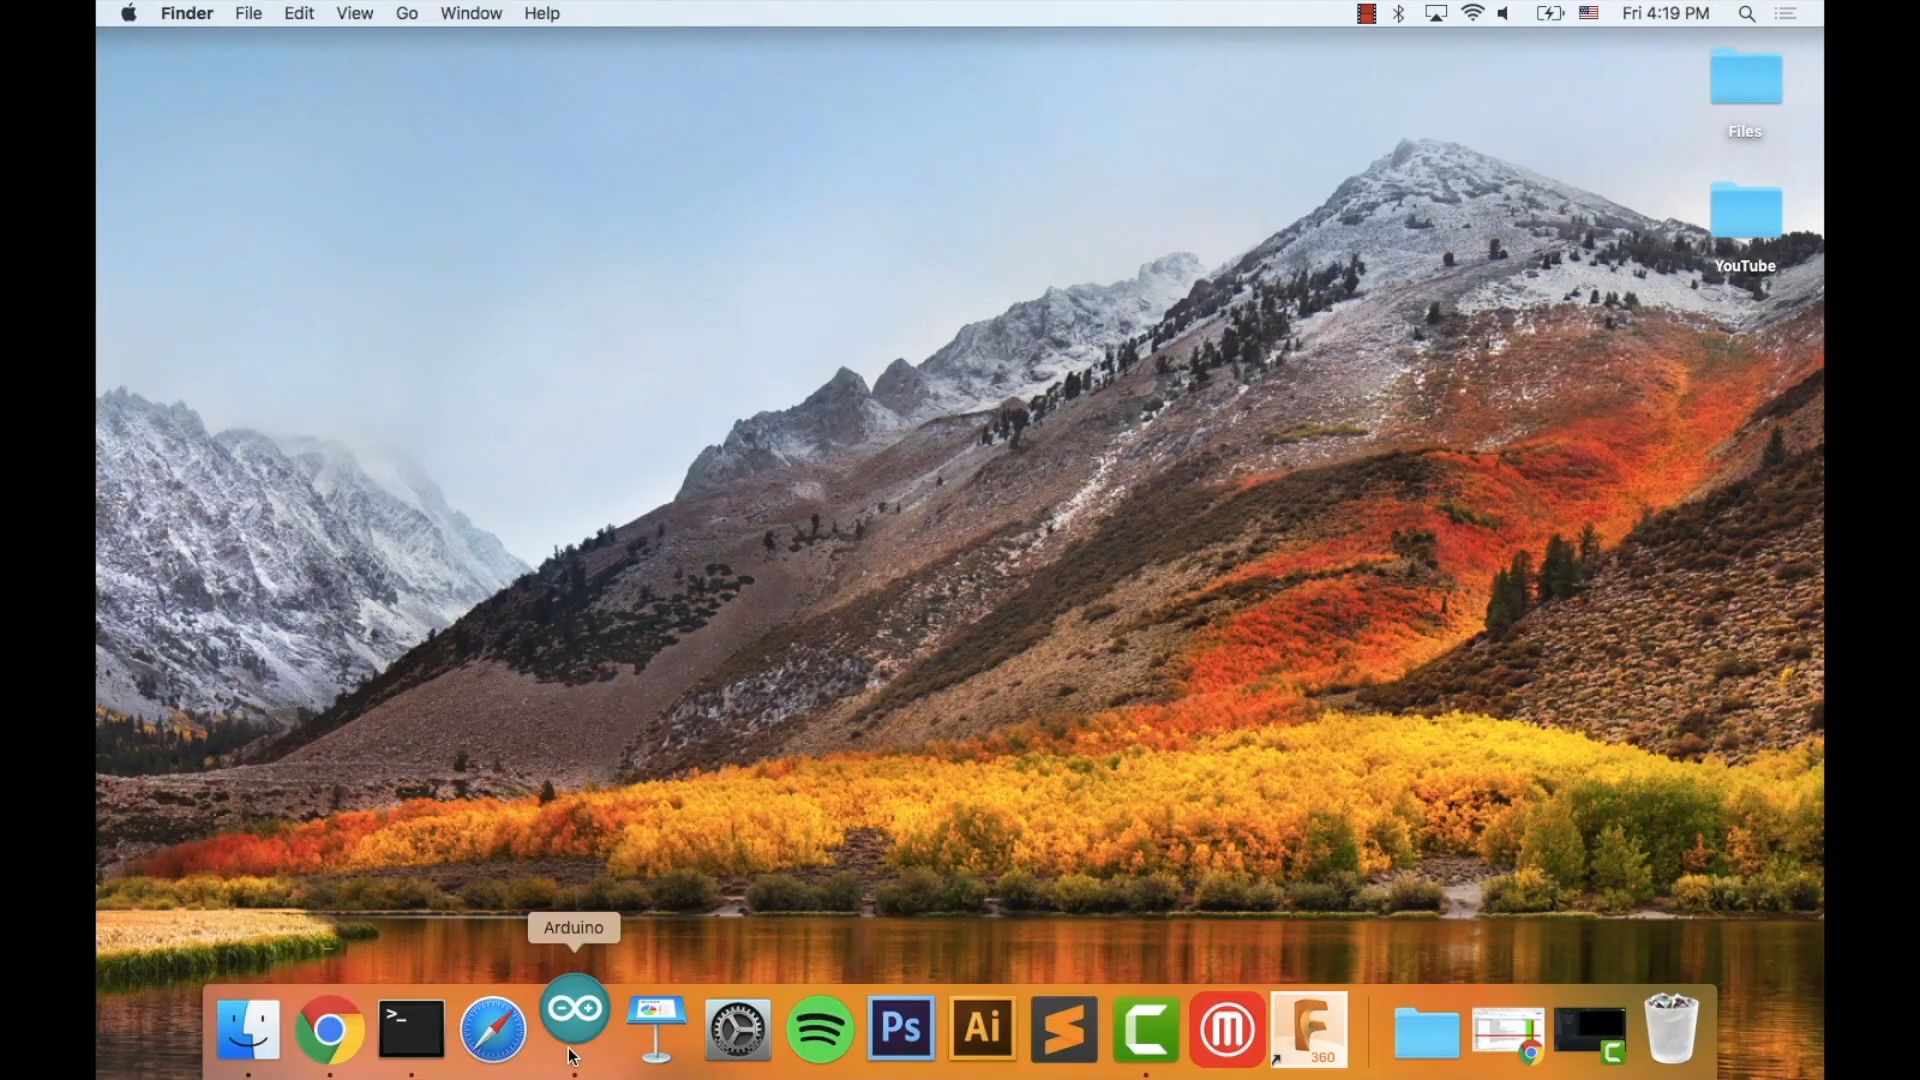 Finder File Edit View Go Window Help Fri 4:19 PM
Files
YouTube
Arduino
>_
Ps
Ai
360